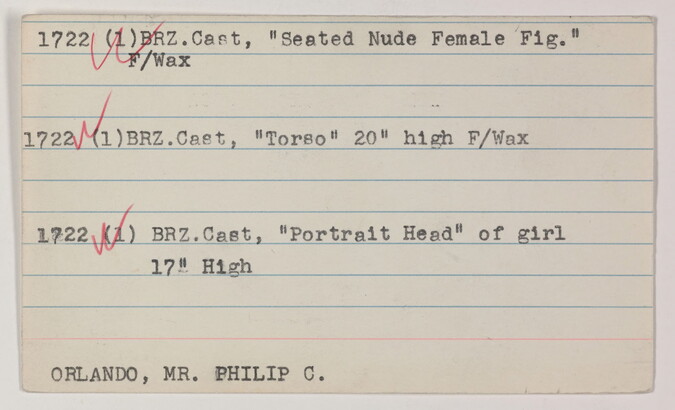 1722 (1)BRZ.Cast, "Seated Nude Female Fig."
F/Wax
1722 (1)BRZ.Cast, "Torso" 20" high F/Wax
1722 (1) BRZ.Cast, "Portrait Head" of girl
17" High
ORLANDO, MR. PHILIP C.